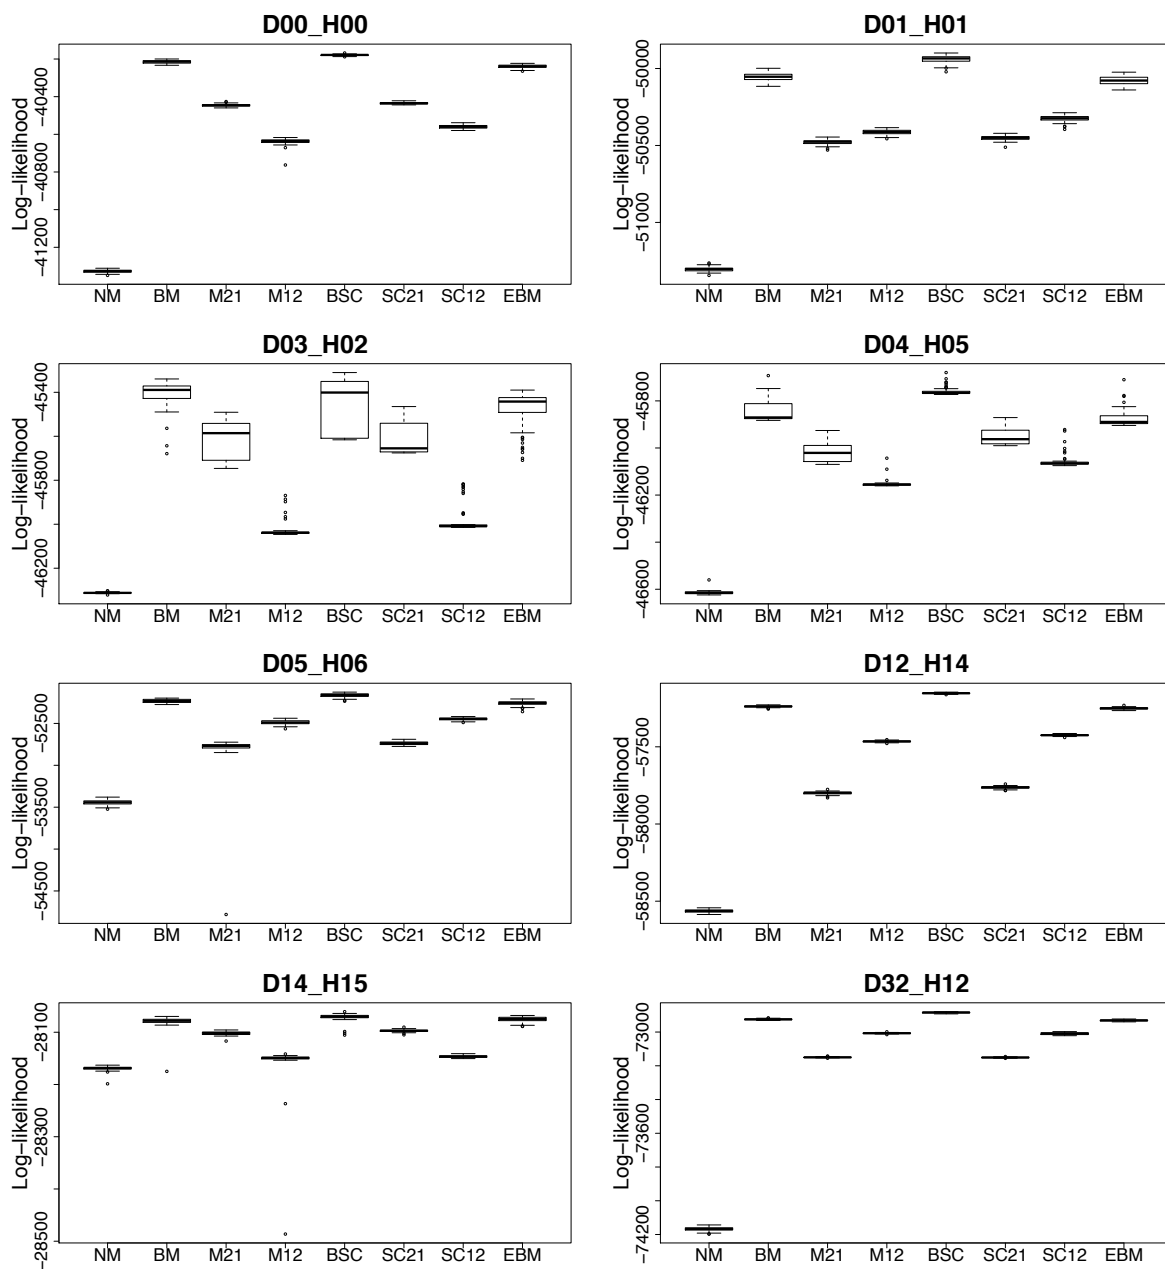 D00_H00
Log−likelihood
−40400
−40800
−41200
NM BM M21 M12 BSC SC21 SC12 EBM
D01_H01
Log−likelihood
−50000
−50500
−51000
NM BM M21 M12 BSC SC21 SC12 EBM
D03_H02
Log−likelihood
−45400
−45800
−46200
NM BM M21 M12 BSC SC21 SC12 EBM
D04_H05
Log−likelihood
−45800
−46200
−46600
NM BM M21 M12 BSC SC21 SC12 EBM
D05_H06
Log−likelihood
−52500
−53500
−54500
NM BM M21 M12 BSC SC21 SC12 EBM
D12_H14
Log−likelihood
−57500
−58000
−58500
NM BM M21 M12 BSC SC21 SC12 EBM
D14_H15
Log−likelihood
−28100
−28300
−28500
NM BM M21 M12 BSC SC21 SC12 EBM
D32_H12
Log−likelihood
−73000
−73600
−74200
NM BM M21 M12 BSC SC21 SC12 EBM